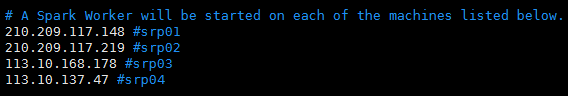 # A Spark Worker will be started on each of the machines listed below.
210.209.117.148 #srp01
210.209.117.219 #srp02
113.10.168.178 #srp03
113.10.137.47 #srp04